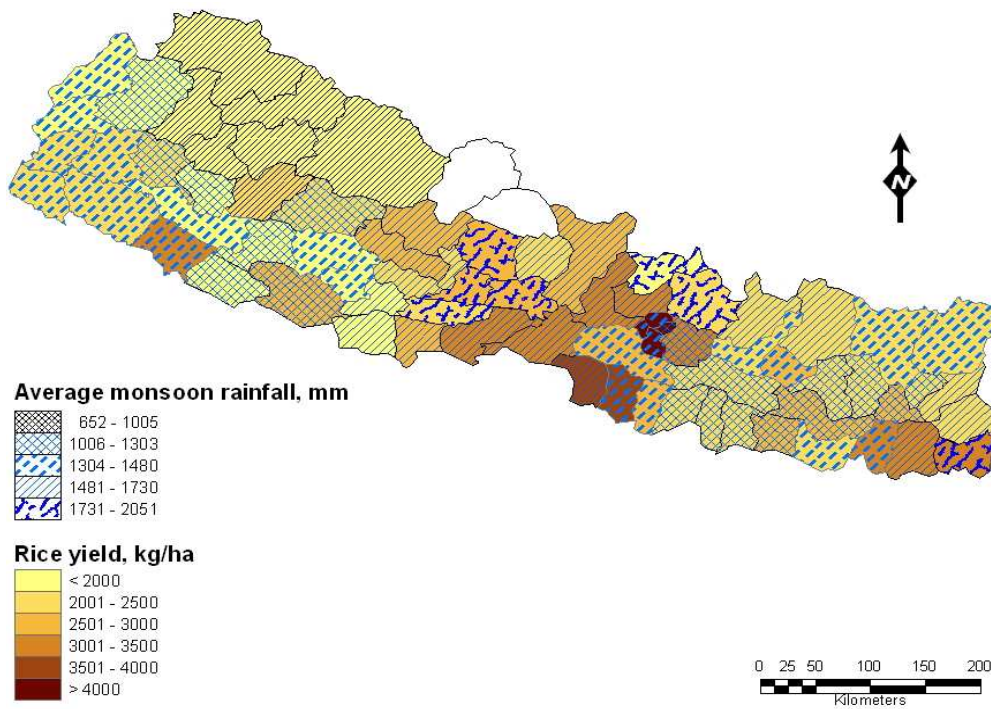 N
Average monsoon rainfall, mm
652 - 1005
1006 - 1303
1304 - 1480
1481 - 1730
1731 - 2051
Rice yield, kg/ha
< 2000
2001 - 2500
2501 - 3000
3001 - 3500
3501 - 4000
> 4000
0 25 50 100 150 200
Kilometers